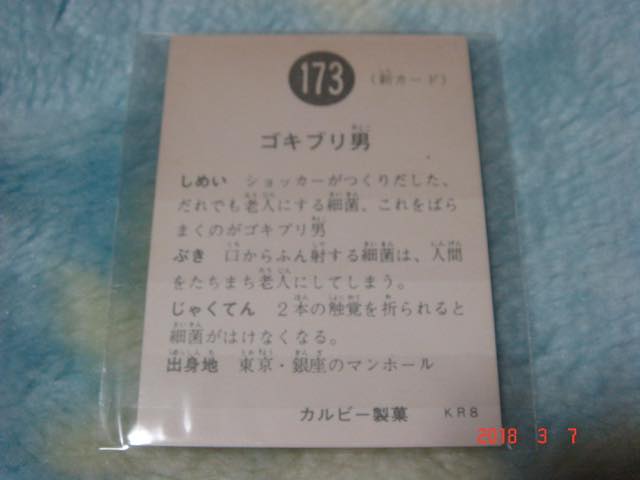 173
(新カード)
ゴキブリ男
しめい ショッカーがつくりだした、
だれでも老人にする細菌、これをばら
まくのがゴキブリ男
ぶき 口からふん射する細菌は、人間
をたちまち老人にしてしまう。
じゃくてん 2本の触覚を折られると
細菌がはけなくなる。
出身地 東京・銀座のマンホール
カルビー製菓 KR8
2018 3 7